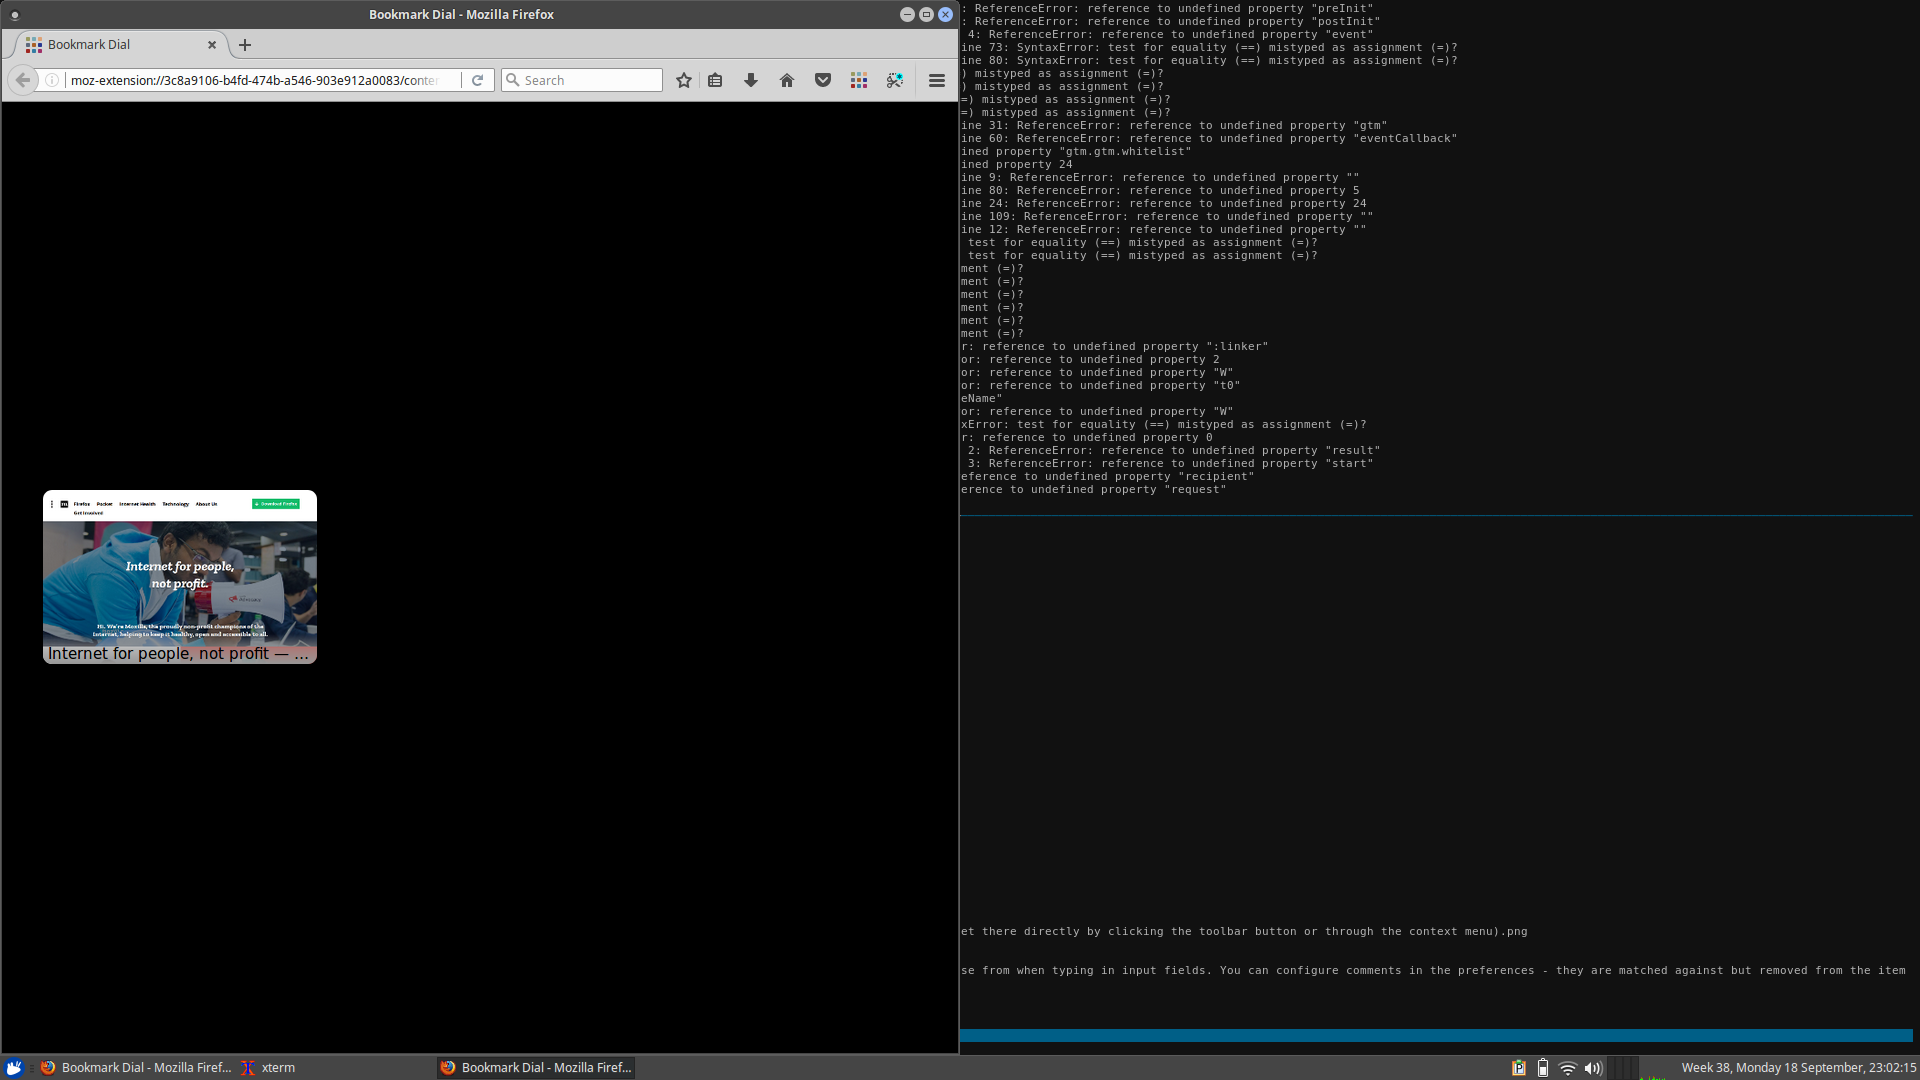 Bookmark Dial - Mozilla Firefox
Bookmark Dial
moz-extension://3c8a9106-b4fd-474b-a546-903e912a0083/conte
Search
Firefox Pocket Internet Health Technology About Us
Get Involved
Download Firefox
Internet for people,
not profit.
Hi. We're Mozilla, the proudly non-profit champions of the
Internet, helping to keep it healthy, open and accessible to all.
Internet for people, not profit — ...
: ReferenceError: reference to undefined property "preInit"
: ReferenceError: reference to undefined property "postInit"
4: ReferenceError: reference to undefined property "event"
ine 73: SyntaxError: test for equality (==) mistyped as assignment (=)?
ine 80: SyntaxError: test for equality (==) mistyped as assignment (=)?
) mistyped as assignment (=)?
) mistyped as assignment (=)?
=) mistyped as assignment (=)?
=) mistyped as assignment (=)?
ine 31: ReferenceError: reference to undefined property "gtm"
ine 60: ReferenceError: reference to undefined property "eventCallback"
ined property "gtm.gtm.whitelist"
ined property 24
ine 9: ReferenceError: reference to undefined property ""
ine 80: ReferenceError: reference to undefined property 5
ine 24: ReferenceError: reference to undefined property 24
ine 109: ReferenceError: reference to undefined property ""
ine 12: ReferenceError: reference to undefined property ""
test for equality (==) mistyped as assignment (=)?
test for equality (==) mistyped as assignment (=)?
ment (=)?
ment (=)?
ment (=)?
ment (=)?
ment (=)?
ment (=)?
r: reference to undefined property ":linker"
or: reference to undefined property 2
or: reference to undefined property "W"
or: reference to undefined property "t0"
eName"
or: reference to undefined property "W"
xError: test for equality (==) mistyped as assignment (=)?
r: reference to undefined property 0
2: ReferenceError: reference to undefined property "result"
3: ReferenceError: reference to undefined property "start"
eference to undefined property "recipient"
erence to undefined property "request"
et there directly by clicking the toolbar button or through the context menu).png
se from when typing in input fields. You can configure comments in the preferences - they are matched against but removed from the item
Bookmark Dial - Mozilla Firef...
xterm
Bookmark Dial - Mozilla Firef...
Week 38, Monday 18 September, 23:02:15